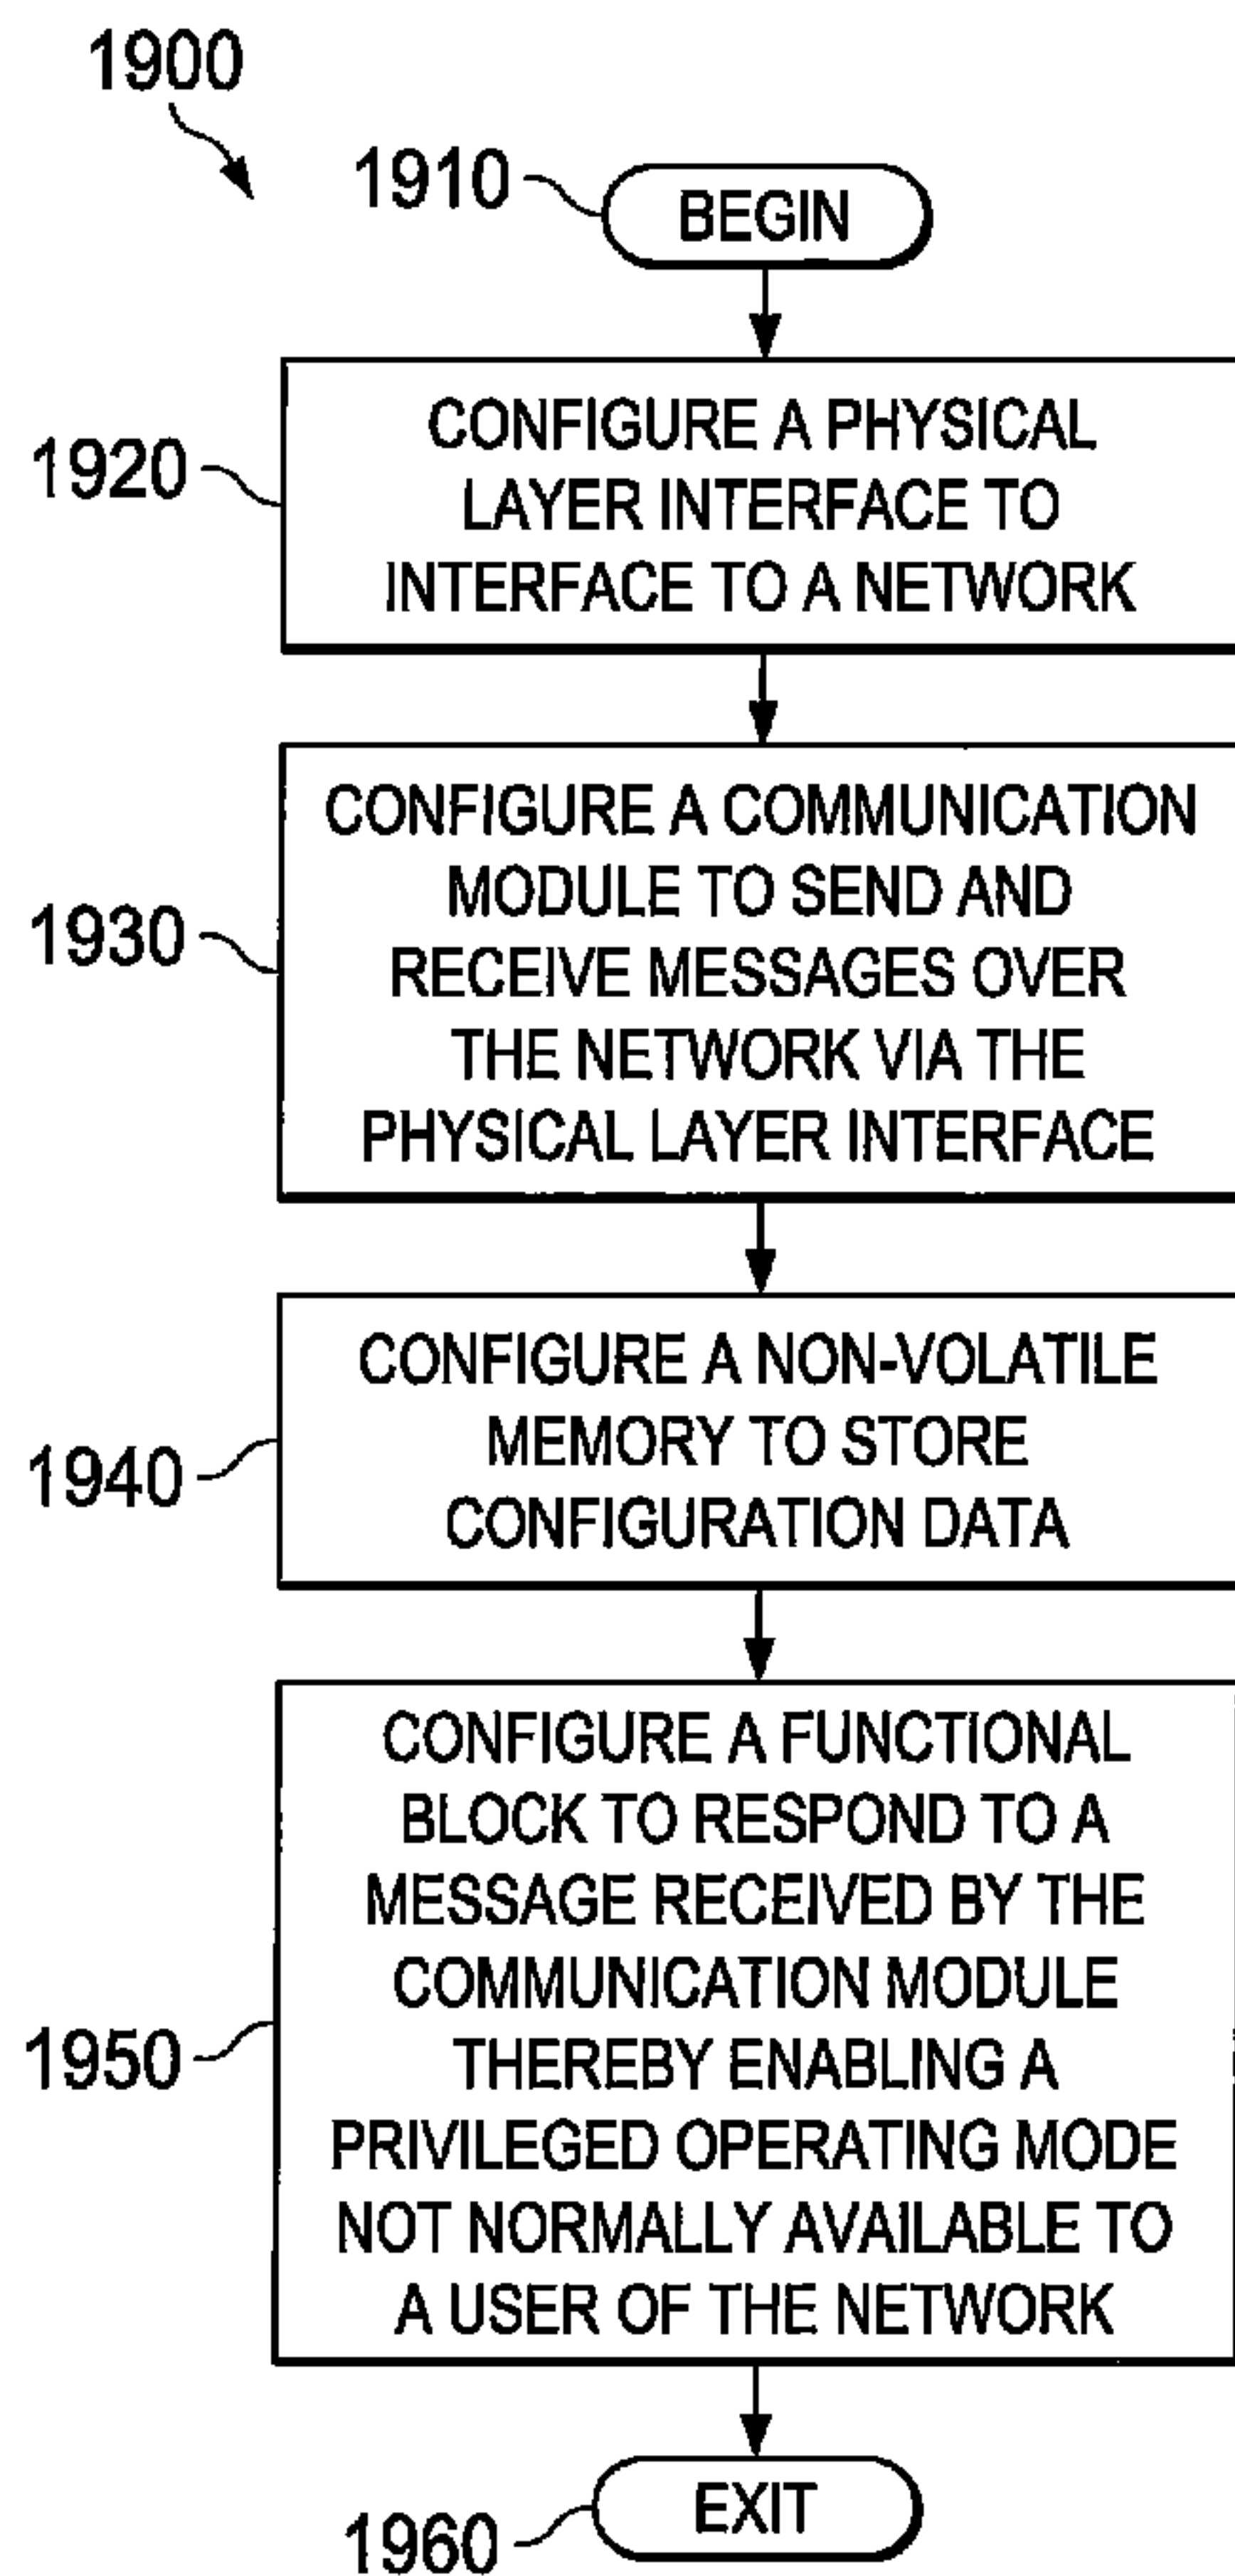 1900
1910
BEGIN
1920
CONFIGURE A PHYSICAL
LAYER INTERFACE TO
INTERFACE TO A NETWORK
1930
CONFIGURE A COMMUNICATION
MODULE TO SEND AND
RECEIVE MESSAGES OVER
THE NETWORK VIA THE
PHYSICAL LAYER INTERFACE
1940
CONFIGURE A NON-VOLATILE
MEMORY TO STORE
CONFIGURATION DATA
1950
CONFIGURE A FUNCTIONAL
BLOCK TO RESPOND TO A
MESSAGE RECEIVED BY THE
COMMUNICATION MODULE
THEREBY ENABLING A
PRIVILEGED OPERATING MODE
NOT NORMALLY AVAILABLE TO
A USER OF THE NETWORK
1960
EXIT